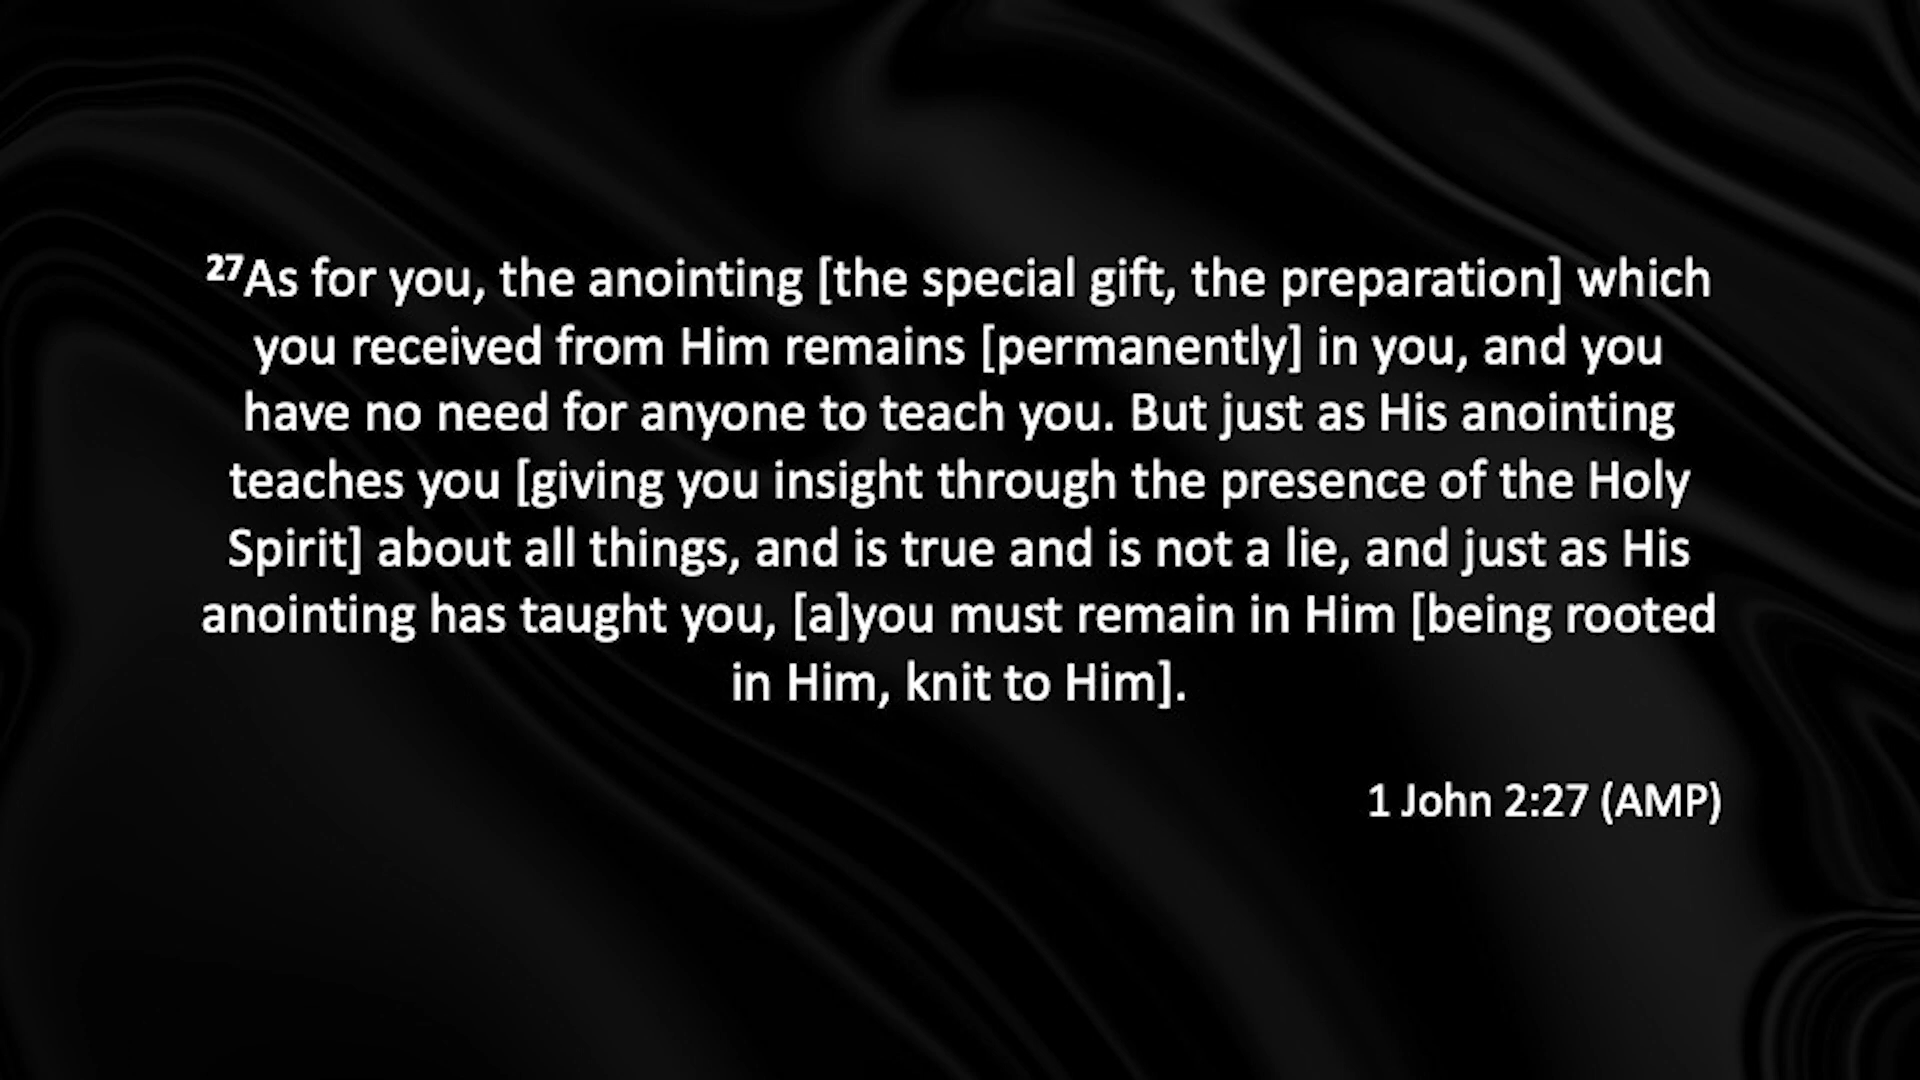 27As for you, the anointing [the special gift, the preparation] which
you received from Him remains [permanently] in you, and you
have no need for anyone to teach you. But just as His anointing
teaches you [giving you insight through the presence of the Holy
Spirit] about all things, and is true and is not a lie, and just as His
anointing has taught you, [a]you must remain in Him [being rooted
in Him, knit to Him].
1 John 2:27 (AMP)